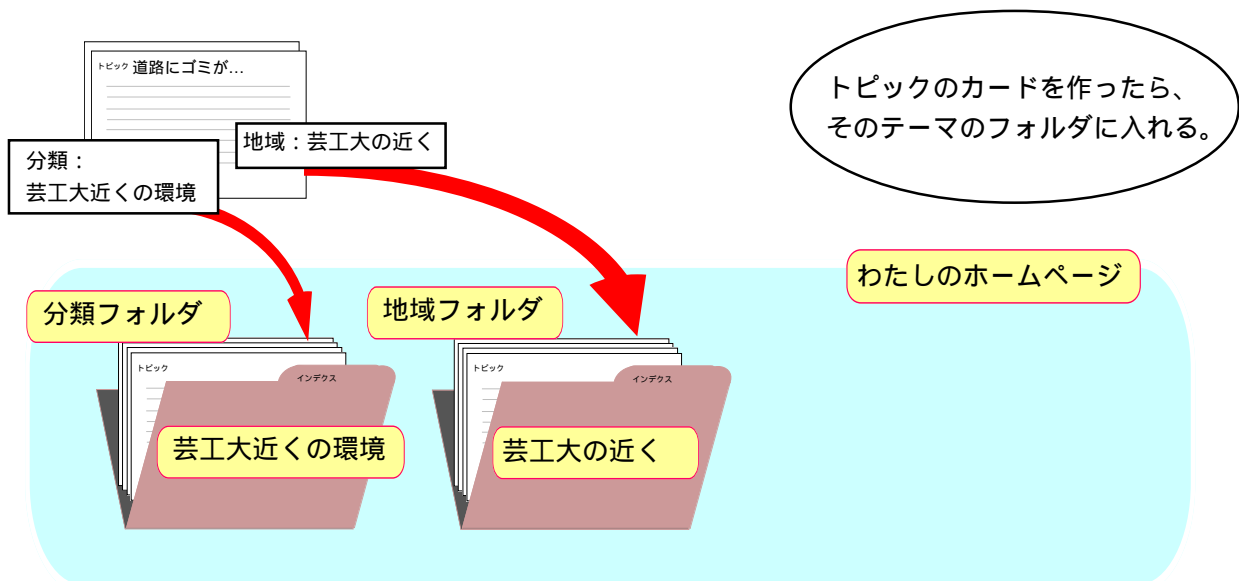 トピック 道路にゴミが...
地域：芸工大の近く
分類：
芸工大近くの環境
トピックのカードを作ったら、
そのテーマのフォルダに入れる。
わたしのホームページ
分類フォルダ
地域フォルダ
トピック
インデクス
芸工大近くの環境
トピック
インデクス
芸工大の近く